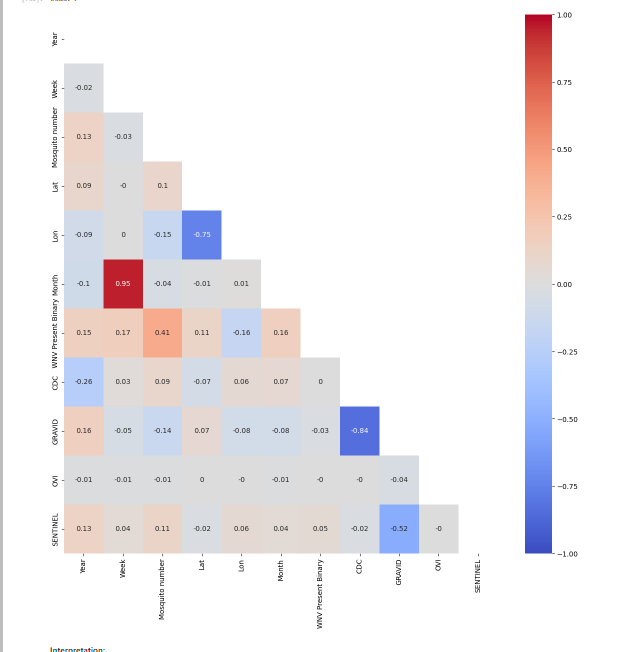 1.00
Year
0.75
Week -0.02
Mosquito number 0.13 -0.03
0.50
Lat 0.09 -0 0.1
0.25
Lon -0.09 0 -0.15 -0.75
Month -0.1 0.95 -0.04 -0.01 0.01
0.00
WNV Present Binary 0.15 0.17 0.41 0.11 -0.16 0.16
−0.25
CDC -0.26 0.03 0.09 -0.07 0.06 0.07 0
−0.50
GRAVID 0.16 -0.05 -0.14 0.07 -0.08 -0.08 -0.03 -0.84
OVI -0.01 -0.01 -0.01 0 -0 -0.01 -0 -0 -0.04
−0.75
SENTINEL 0.13 0.04 0.11 -0.02 0.06 0.04 0.05 -0.02 -0.52 -0
−1.00
Year Week Mosquito number Lat Lon Month WNV Present Binary CDC GRAVID OVI SENTINEL
Interpretation: